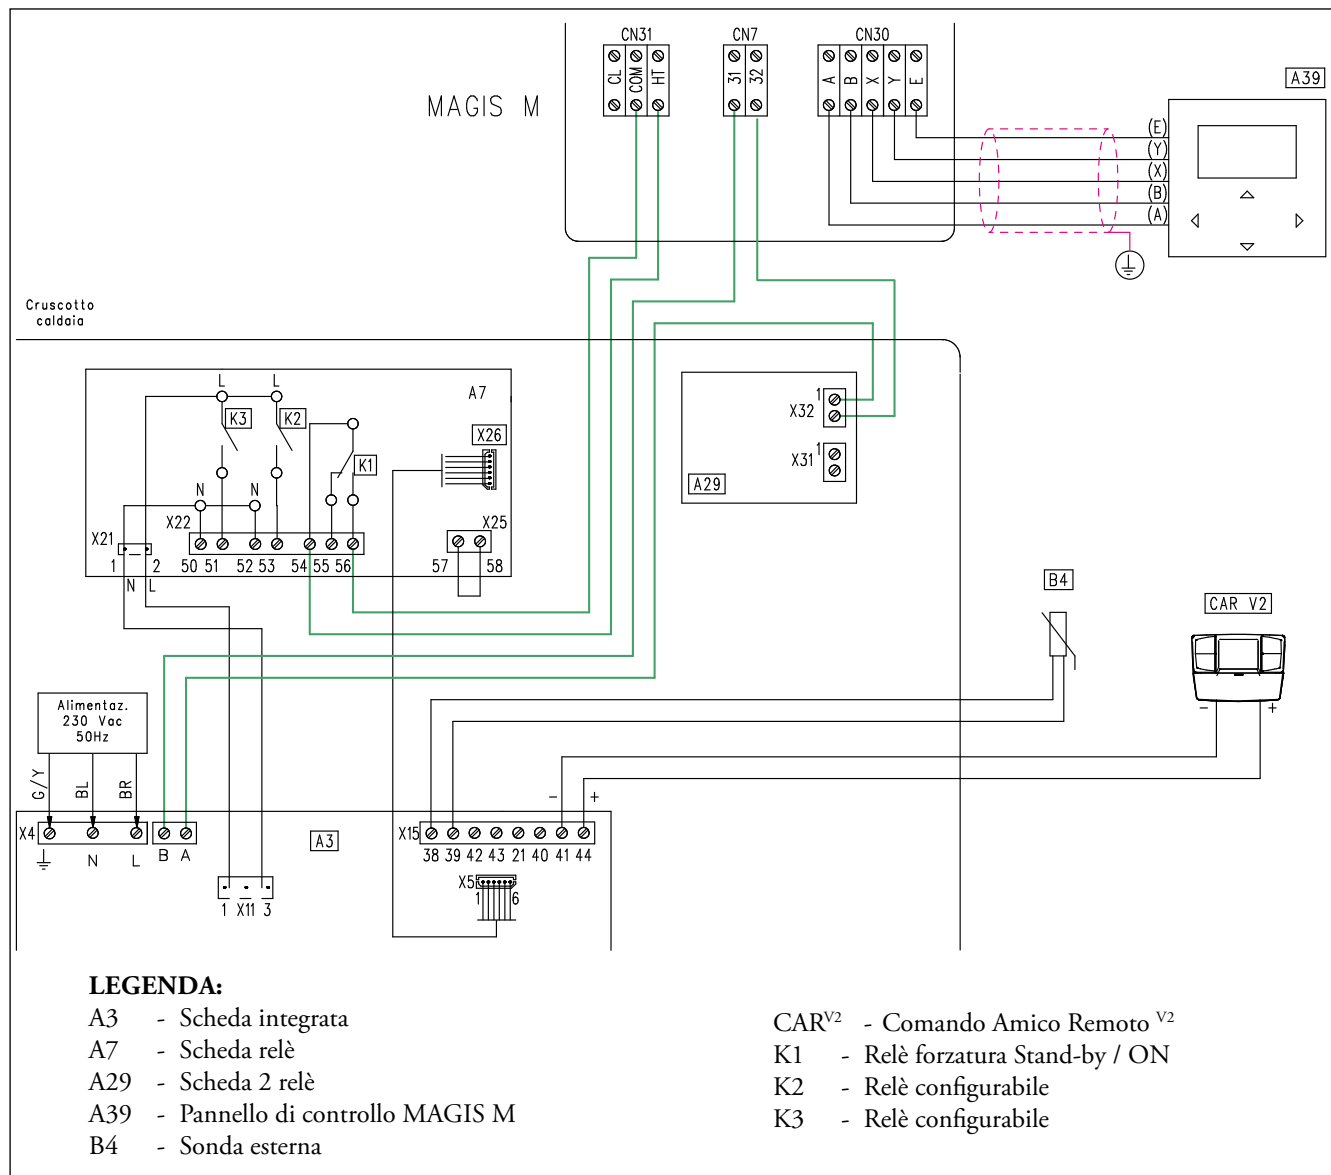 CN31 CN7 CN30
CL COM HT 31 32 A B X Y E
MAGIS M
A39
(E)
(Y)
(X)
(B)
(A)
Cruscotto
caldaia
L L
A7
K3 K2
X26
K1
N N
X22
X21
1 2
50 51 52 53 54 55 56
X25
57 58
N L
1
X32
1
X31
A29
B4
CAR V2
- +
Alimentaz.
230 Vac
50Hz
G/Y BL BR
X4
N L B A
A3
- +
X15
38 39 42 43 21 40 41 44
X5
1 6
1 X11 3
LEGENDA:
A3 - Scheda integrata
A7 - Scheda relè
A29 - Scheda 2 relè
A39 - Pannello di controllo MAGIS M
B4 - Sonda esterna
CARV2 - Comando Amico Remoto V2
K1 - Relè forzatura Stand-by / ON
K2 - Relè configurabile
K3 - Relè configurabile